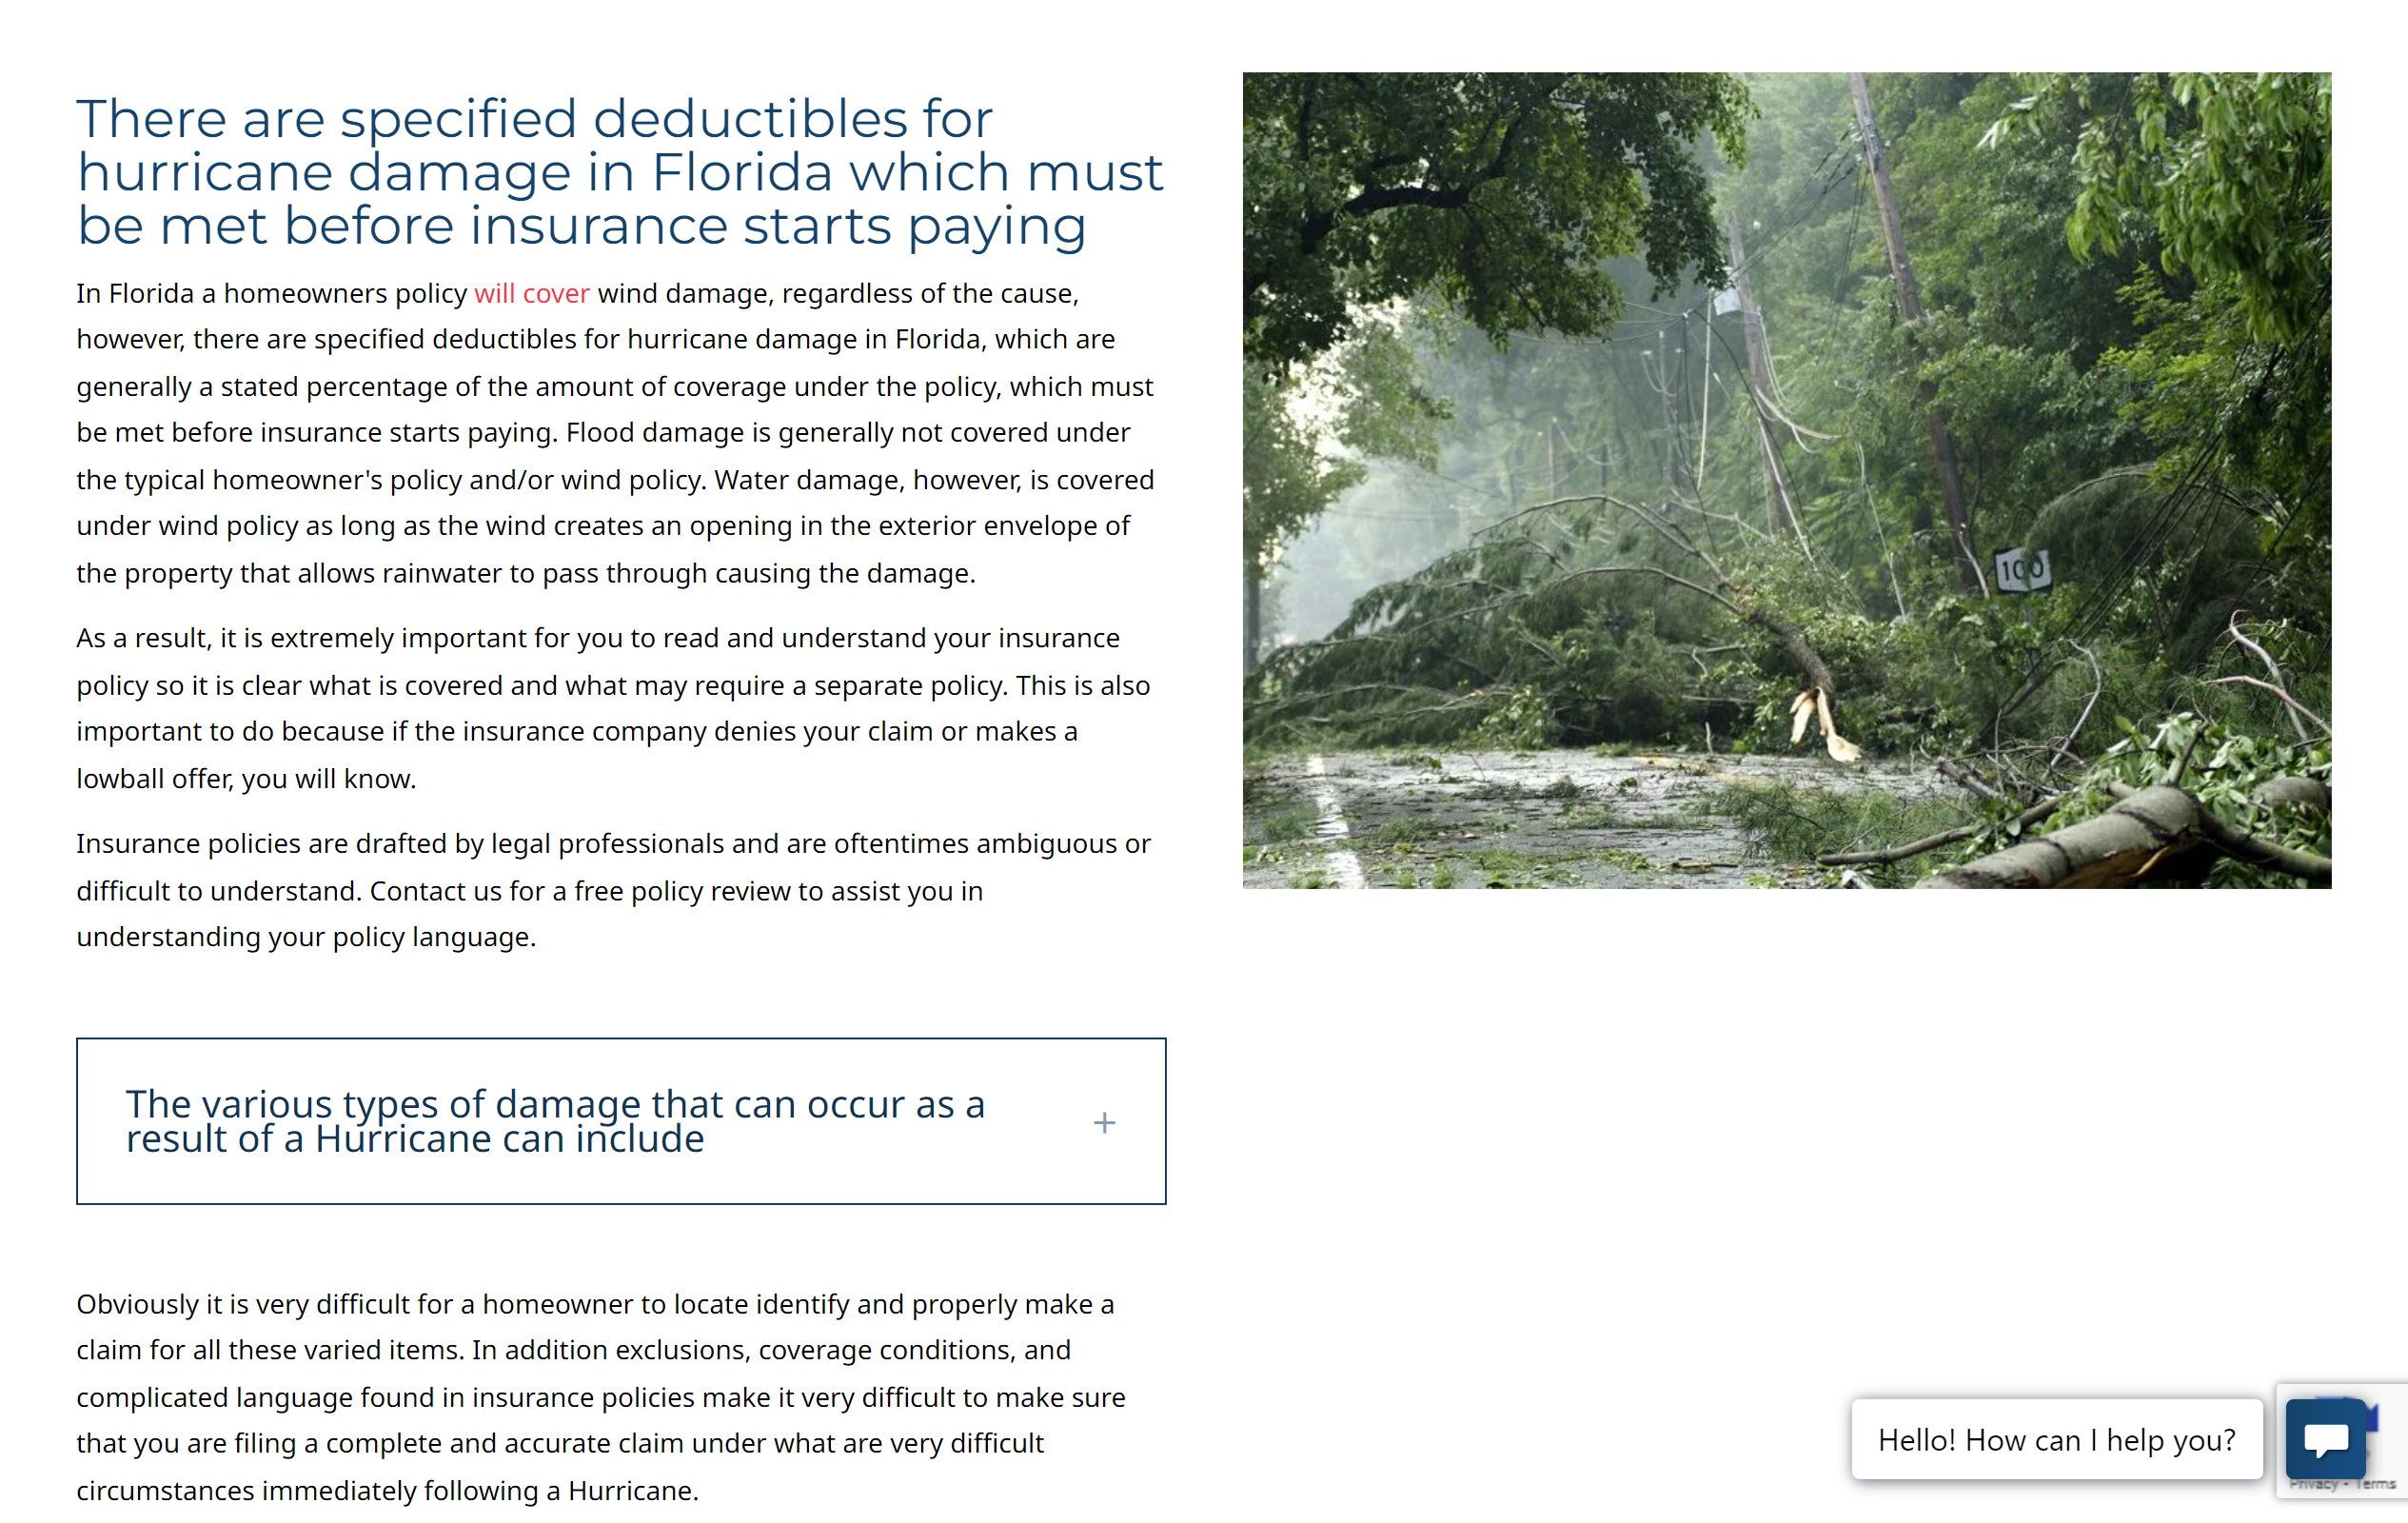 There are specified deductibles for
hurricane damage in Florida which must
be met before insurance starts paying
In Florida a homeowners policy will cover wind damage, regardless of the cause,
however, there are specified deductibles for hurricane damage in Florida, which are
generally a stated percentage of the amount of coverage under the policy, which must
be met before insurance starts paying. Flood damage is generally not covered under
the typical homeowner's policy and/or wind policy. Water damage, however, is covered
under wind policy as long as the wind creates an opening in the exterior envelope of
the property that allows rainwater to pass through causing the damage.
As a result, it is extremely important for you to read and understand your insurance
policy so it is clear what is covered and what may require a separate policy. This is also
important to do because if the insurance company denies your claim or makes a
lowball offer, you will know.
Insurance policies are drafted by legal professionals and are oftentimes ambiguous or
difficult to understand. Contact us for a free policy review to assist you in
understanding your policy language.
100
The various types of damage that can occur as a
result of a Hurricane can include
+
Obviously it is very difficult for a homeowner to locate identify and properly make a
claim for all these varied items. In addition exclusions, coverage conditions, and
complicated language found in insurance policies make it very difficult to make sure
that you are filing a complete and accurate claim under what are very difficult
circumstances immediately following a Hurricane.
Hello! How can I help you?
Privacy - Terms